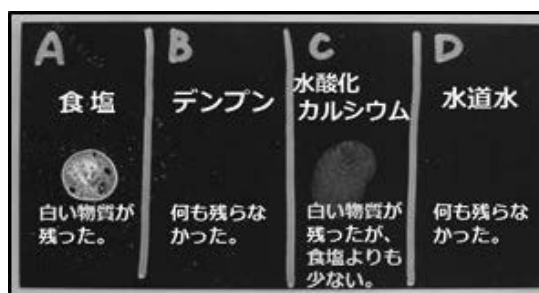 A
食塩
白い物質が
残った。
B
デンプン
何も残らな
かった。
C
水酸化
カルシウム
白い物質が
残ったが、
食塩よりも
少ない。
D
水道水
何も残らな
かった。